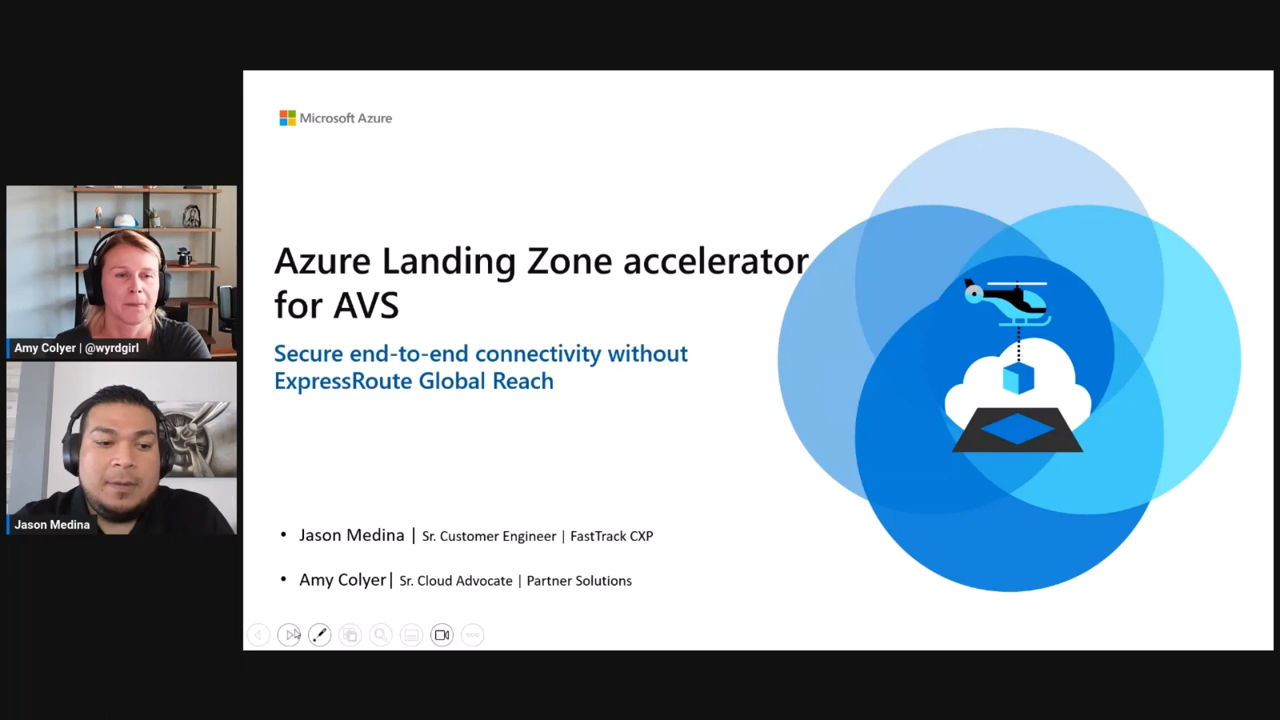 Microsoft Azure
Azure Landing Zone accelerator
for AVS
Secure end-to-end connectivity without
ExpressRoute Global Reach
• Jason Medina | Sr. Customer Engineer | FastTrack CXP
• Amy Colyer| Sr. Cloud Advocate | Partner Solutions
Amy Colyer | @wyrdgirl
Jason Medina